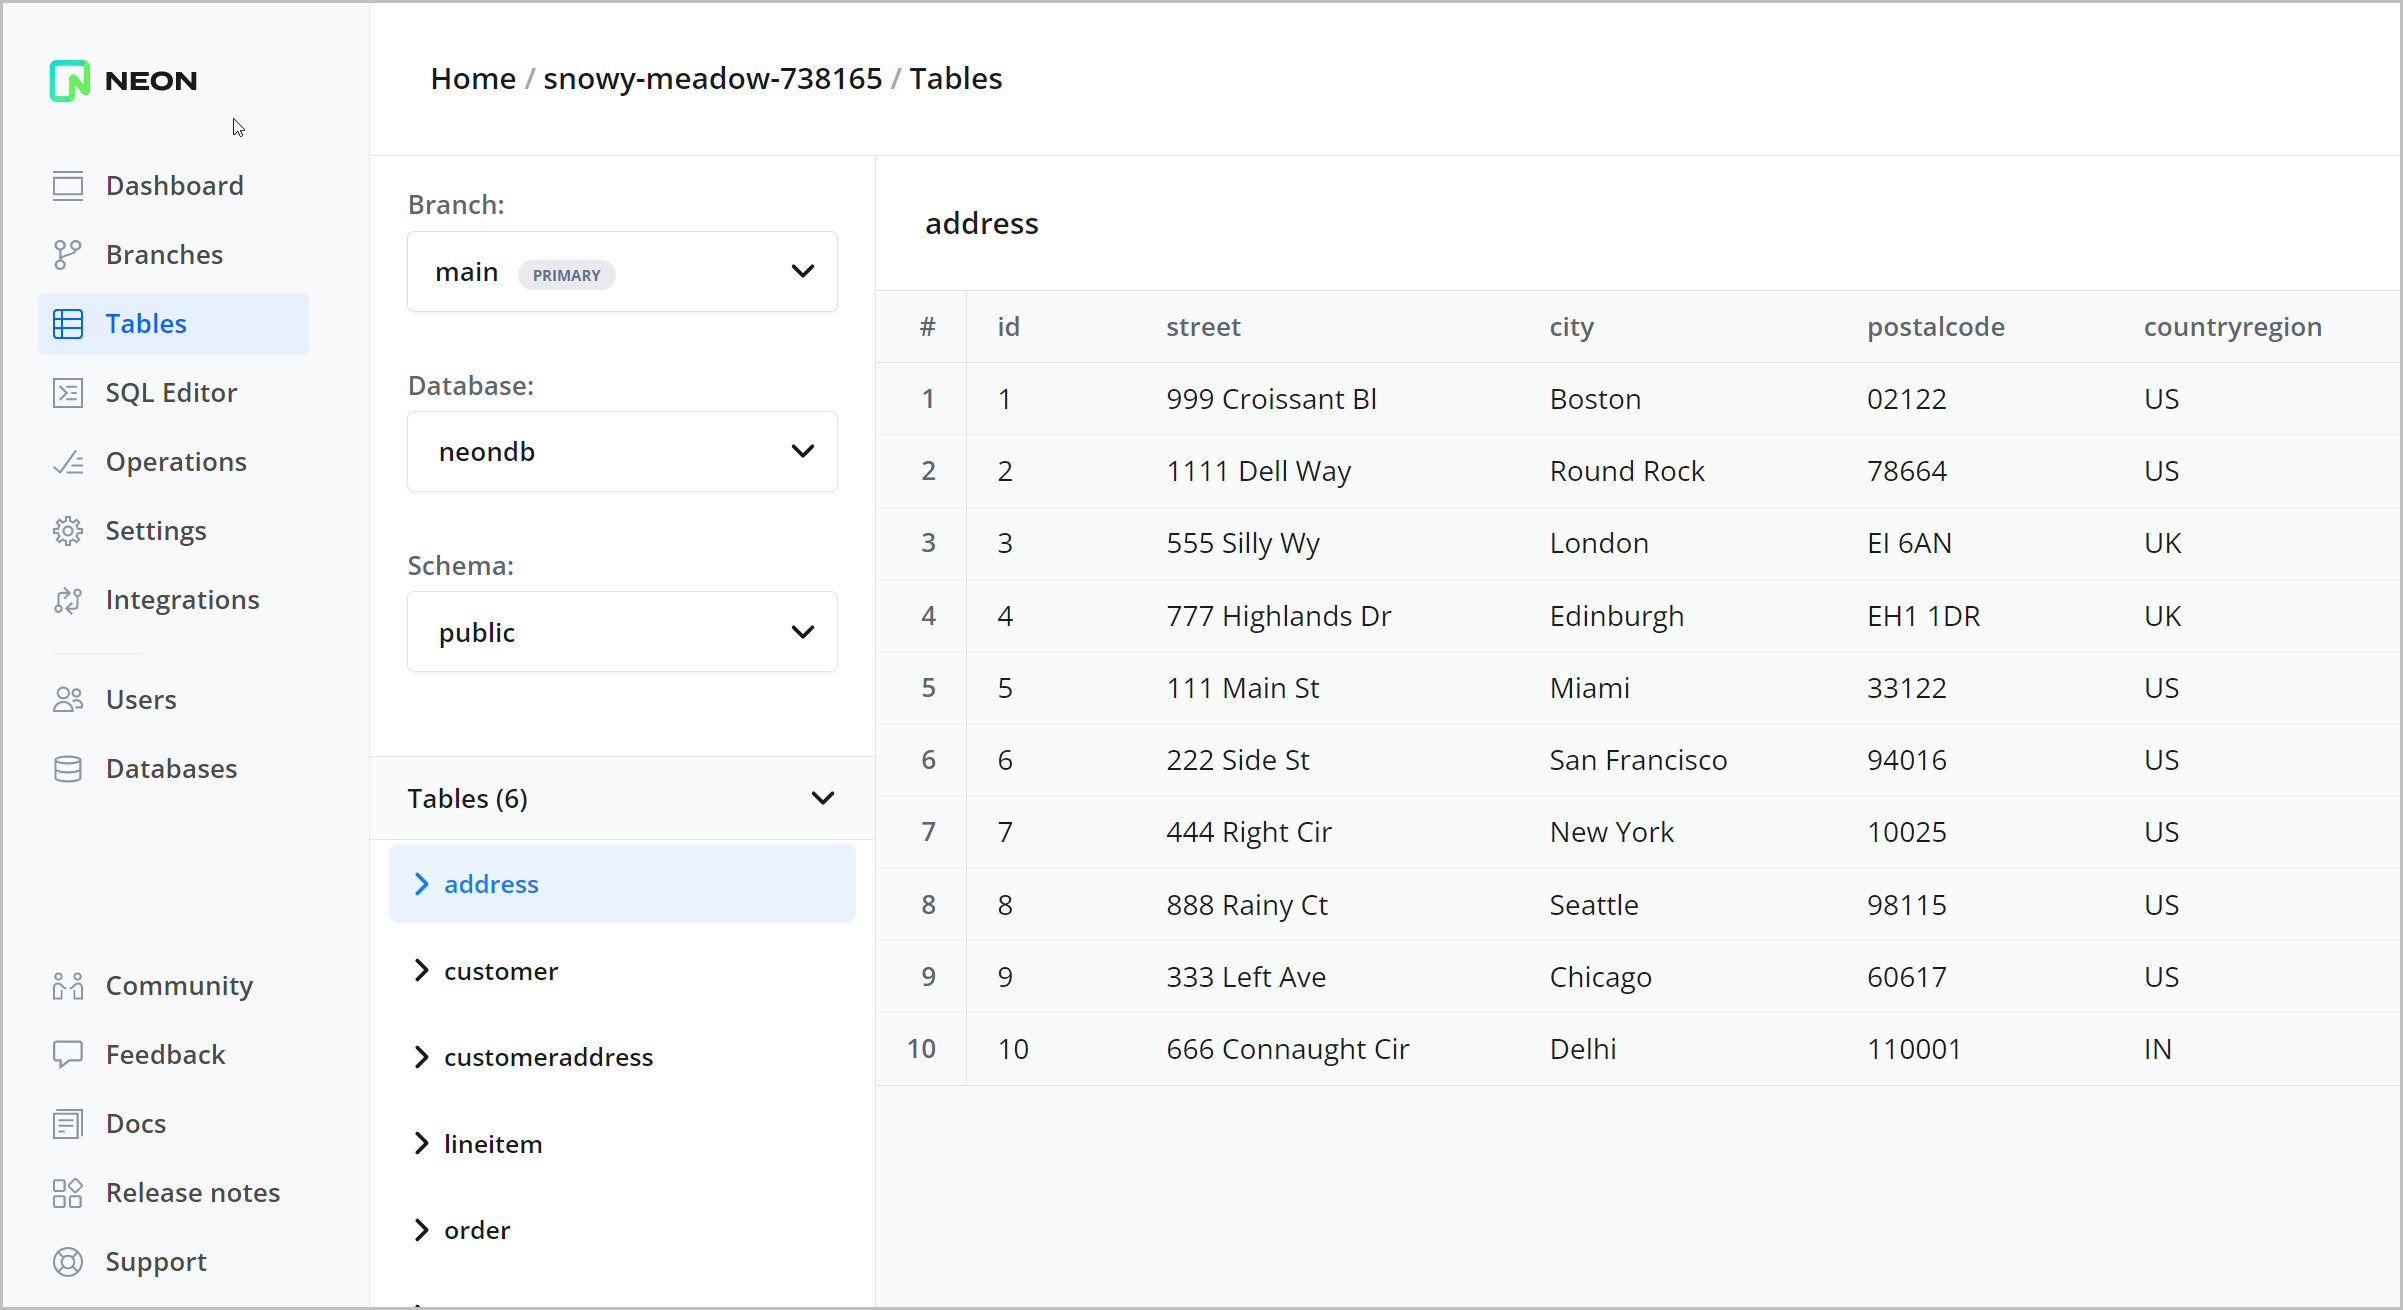 NEON
Dashboard
Branches
Tables
SQL Editor
Operations
Settings
Integrations
Users
Databases
Community
Feedback
Docs
Release notes
Support
Home / snowy-meadow-738165 / Tables
Branch:
main PRIMARY
Database:
neondb
Schema:
public
Tables (6)
address
customer
customeraddress
lineitem
order
address
# id street city postalcode countryregion
1 1 999 Croissant Bl Boston 02122 US
2 2 1111 Dell Way Round Rock 78664 US
3 3 555 Silly Wy London EI 6AN UK
4 4 777 Highlands Dr Edinburgh EH1 1DR UK
5 5 111 Main St Miami 33122 US
6 6 222 Side St San Francisco 94016 US
7 7 444 Right Cir New York 10025 US
8 8 888 Rainy Ct Seattle 98115 US
9 9 333 Left Ave Chicago 60617 US
10 10 666 Connaught Cir Delhi 110001 IN